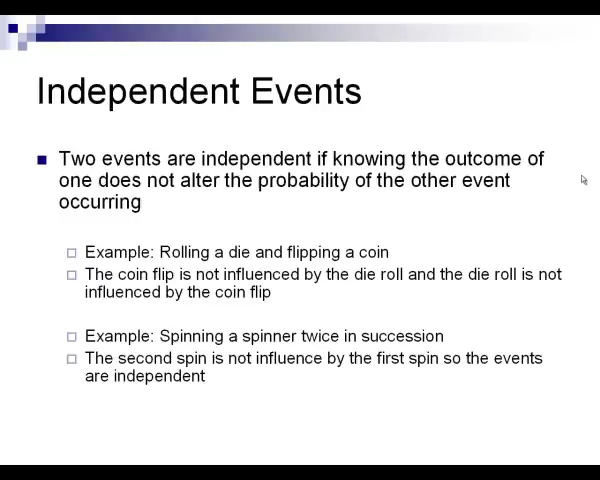 Independent Events
Two events are independent if knowing the outcome of
one does not alter the probability of the other event
occurring
Example: Rolling a die and flipping a coin
The coin flip is not influenced by the die roll and the die roll is not
influenced by the coin flip
Example: Spinning a spinner twice in succession
The second spin is not influence by the first spin so the events
are independent